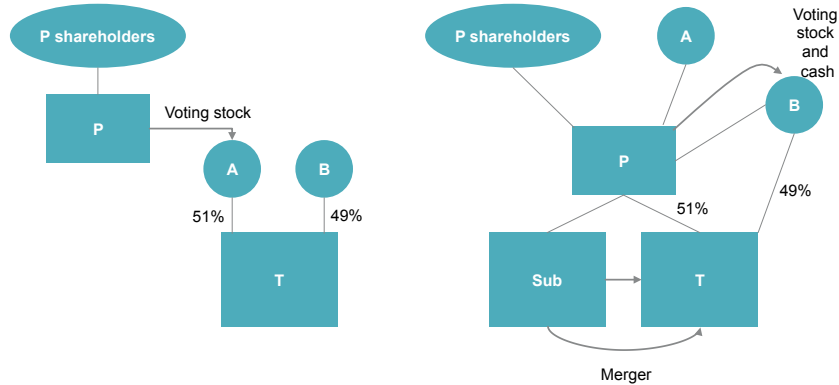 P shareholders
P
Voting stock
A
B
51%
49%
T
P shareholders
A
Voting
stock
and
cash
B
P
51%
49%
Sub
T
Merger